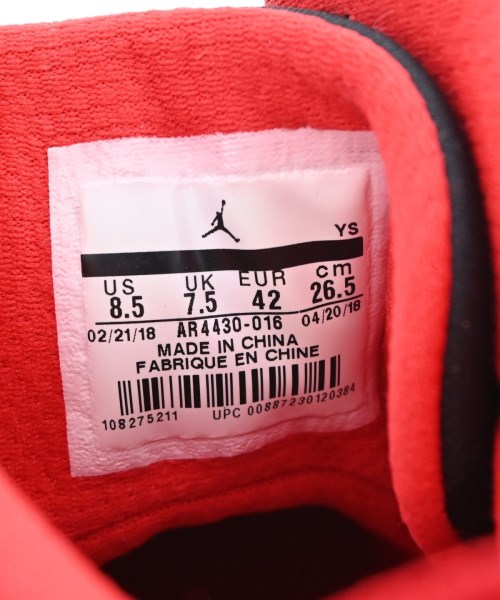 YS
US UK EUR cm
8.5 7.5 42 26.5
02/21/18 AR4430-016 04/20/18
MADE IN CHINA
FABRIQUE EN CHINE
108275211 UPC 00887230120384